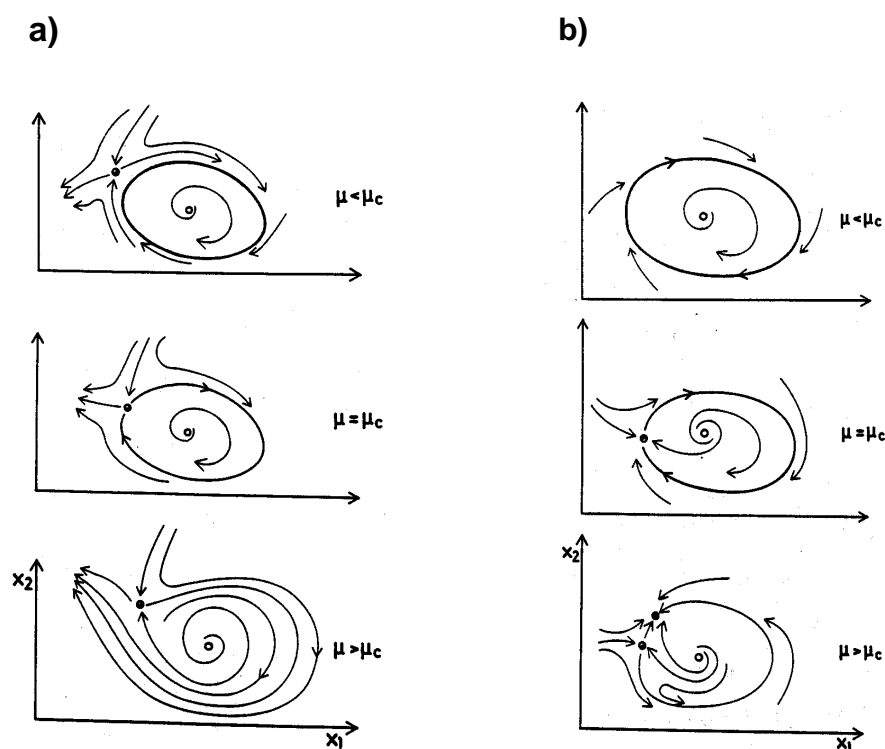 a)
b)
μ < μc
μ < μc
μ = μc
μ = μc
x2
μ > μc
x1
x2
μ > μc
x1